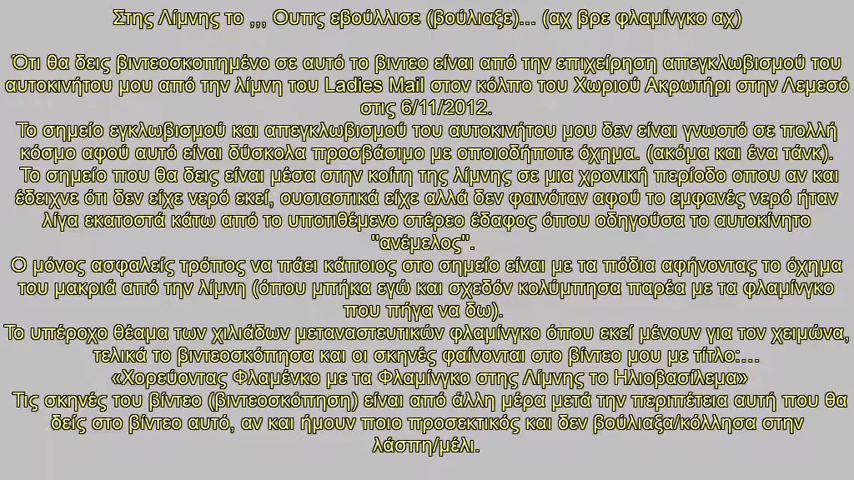 Στης Λίμνης το ,,, Ουπς εβούλλισε (βούλιαξε)... (αχ βρε φλαμίνγκο αχ)
Ότι θα δεις βιντεοσκοπημένο σε αυτό το βιντεο είναι από την επιχείρηση απεγκλωβισμού του
αυτοκινήτου μου από την λίμνη του Ladies Mail στον κόλπο του Χωριού Ακρωτήρι στην Λεμεσό
στις 6/11/2012.
Το σημείο εγκλωβισμού και απεγκλωβισμού του αυτοκινήτου μου δεν είναι γνωστό σε πολλή
κόσμο αφού αυτό είναι δύσκολα προσβάσιμο με οποιοδήποτε όχημα. (ακόμα και ένα τάνκ).
Το σημείο που θα δεις είναι μέσα στην κοίτη της λίμνης σε μια χρονική περίοδο οπου αν και
έδειχνε ότι δεν είχε νερό εκεί, ουσιαστικά είχε αλλά δεν φαινόταν αφού το εμφανές νερό ήταν
λίγα εκατοστά κάτω από το υποτιθέμενο στέρεο έδαφος όπου οδηγούσα το αυτοκίνητο
"ανέμελος".
Ο μόνος ασφαλείς τρόπος να πάει κάποιος στο σημείο είναι με τα πόδια αφήνοντας το όχημα
του μακριά από την λίμνη (όπου μπήκα εγώ και σχεδόν κολύμπησα παρέα με τα φλαμίνγκο
που πήγα να δω).
Το υπέροχο θέαμα των χιλιάδων μεταναστευτικών φλαμίνγκο όπου εκεί μένουν για τον χειμώνα,
τελικά το βιντεοσκόπησα και οι σκηνές φαίνονται στο βίντεο μου με τίτλο:...
«Χορεύοντας Φλαμένκο με τα Φλαμίνγκο στης Λίμνης το Ηλιοβασίλεμα»
Τις σκηνές του βίντεο (βιντεοσκόπηση) είναι από άλλη μέρα μετά την περιπέτεια αυτή που θα
δείς στο βίντεο αυτό, αν και ήμουν ποιο προσεκτικός και δεν βούλιαξα/κόλλησα στην
λάσπη/μέλι.